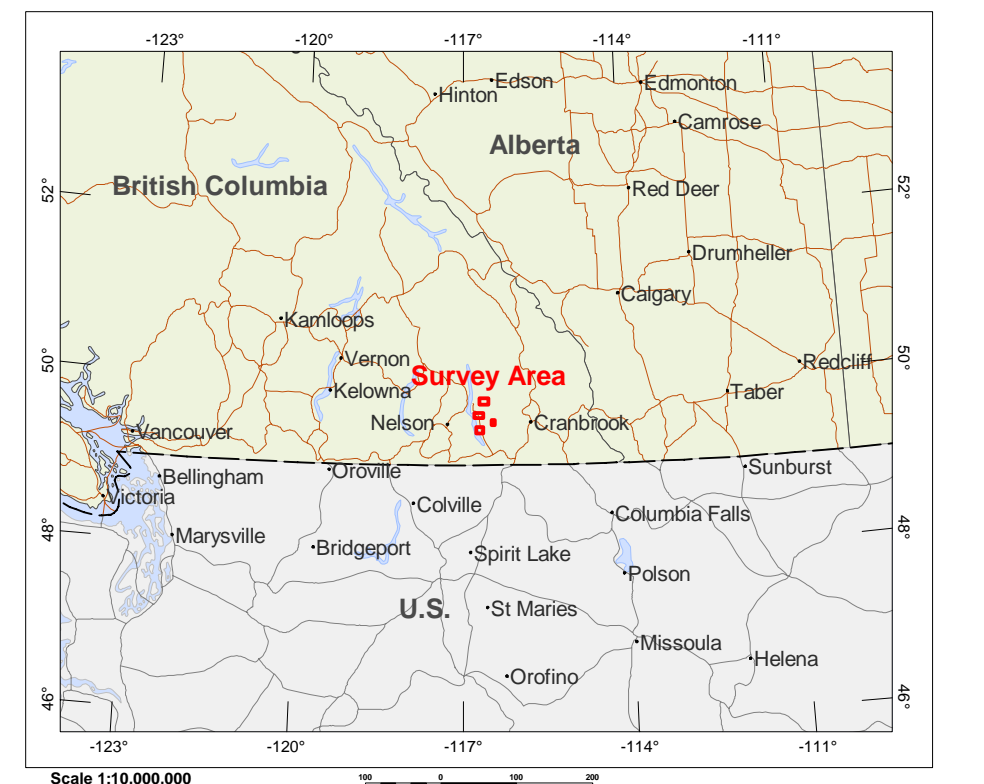 -123° -120° -117° -114° -111°
Edson
Edmonton
Hinton
Camrose
Alberta
52° British Columbia Red Deer 52°
Drumheller
Calgary
Kamloops
50° Vernon Redcliff 50°
Survey Area
Kelowna Taber
Nelson Cranbrook
Vancouver
Oroville Sunburst
Bellingham
Victoria
Colville
Columbia Falls
48° Marysville 48°
Bridgeport
Spirit Lake
Polson
U.S. St Maries
Missoula
Helena
Orofino
46° 46°
-123° -120° -117° -114° -111°
Scale 1:10,000,000 100 0 100 200